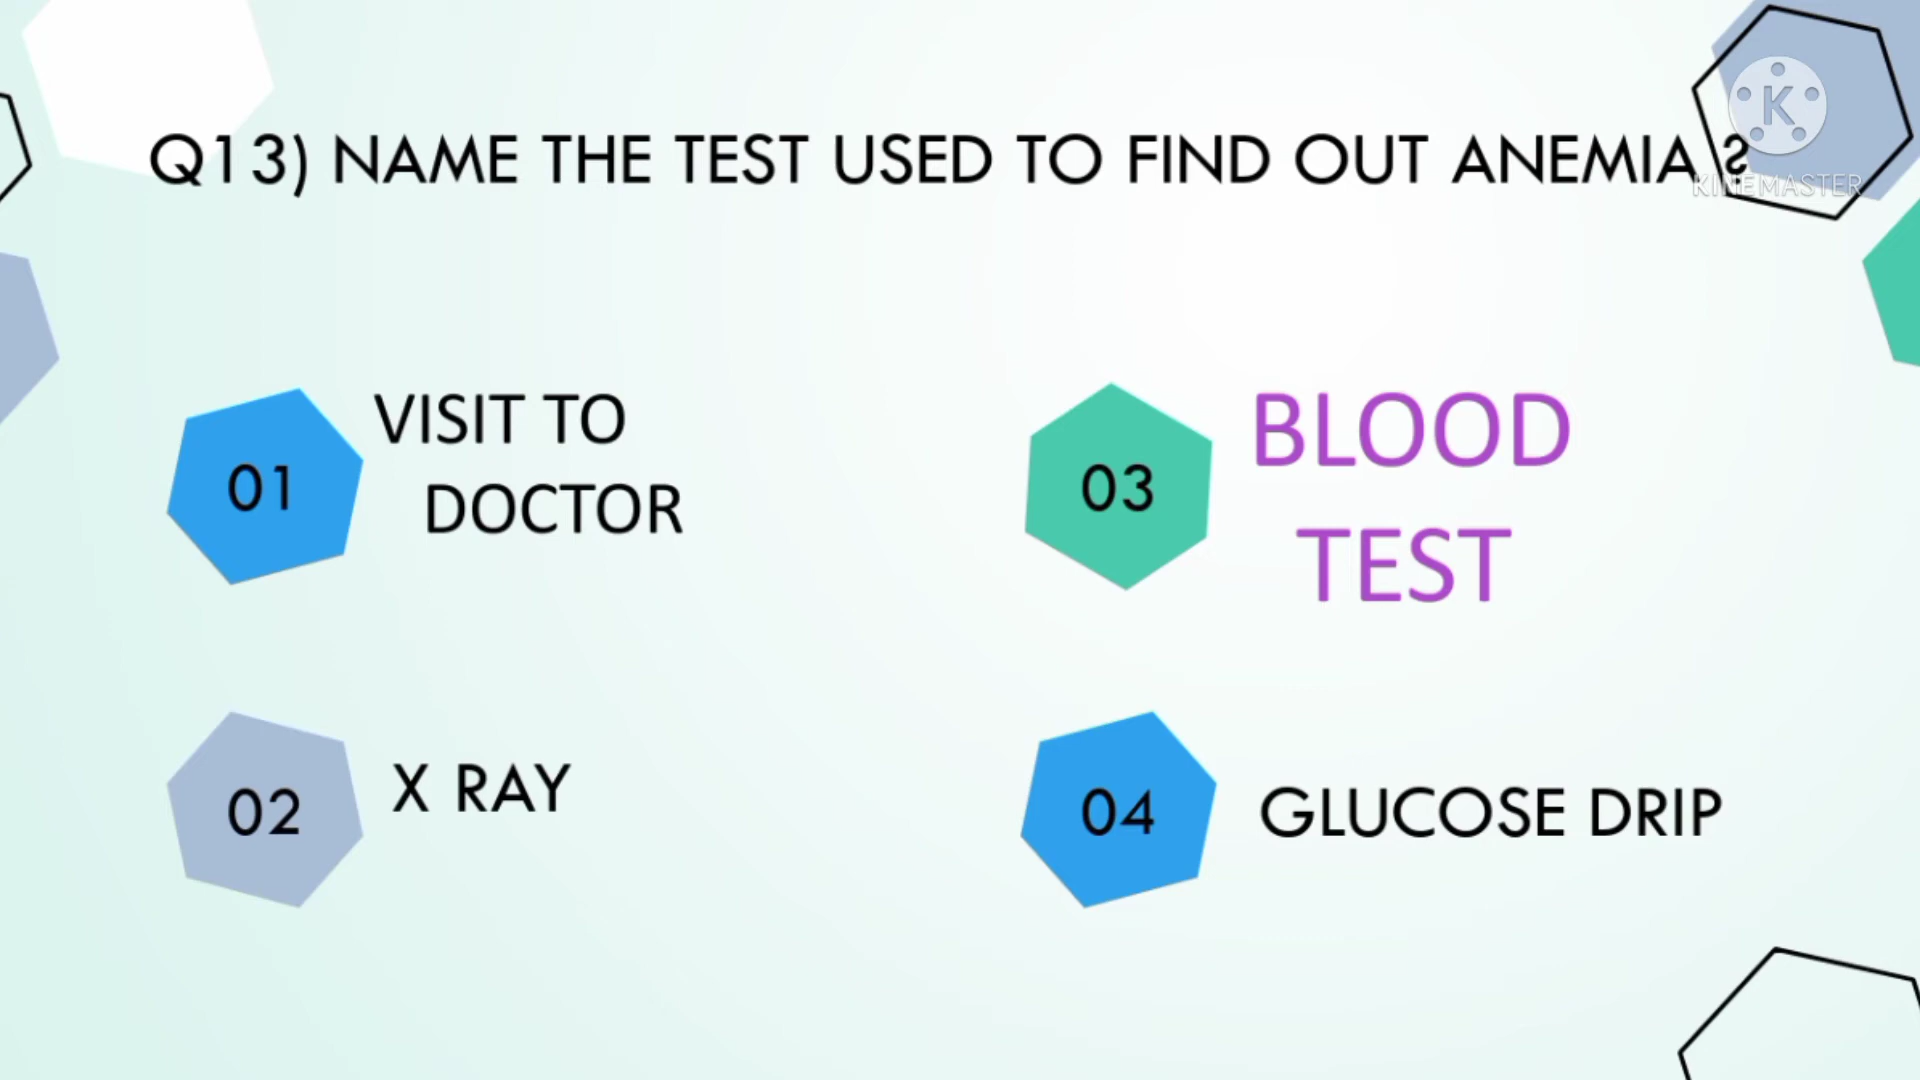 Q13) NAME THE TEST USED TO FIND OUT ANEMIA ?
01
VISIT TO
DOCTOR
02
X RAY
03
BLOOD
TEST
04
GLUCOSE DRIP
K
KINEMASTER